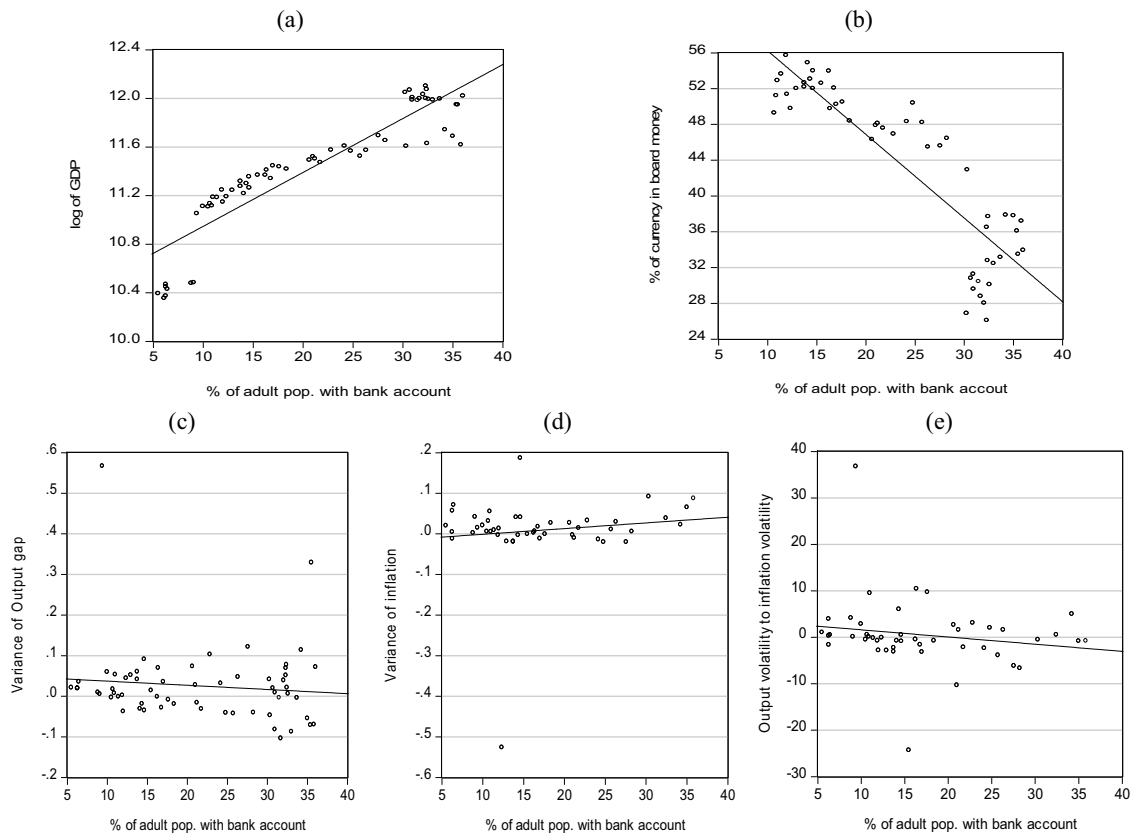 (a)
log of GDP
12.4
12.0
11.6
11.2
10.8
10.4
10.0
5 10 15 20 25 30 35 40
% of adult pop. with bank account
(b)
% of currency in board money
56
52
48
44
40
36
32
28
24
5 10 15 20 25 30 35 40
% of adult pop. with bank accout
(c)
Variance of Output gap
.6
.5
.4
.3
.2
.1
.0
-.1
-.2
5 10 15 20 25 30 35 40
% of adult pop. with bank account
(d)
Variance of inflation
.2
.1
.0
-.1
-.2
-.3
-.4
-.5
-.6
5 10 15 20 25 30 35 40
% of adult pop. with bank account
(e)
Output volatility to inflation volatility
40
30
20
10
0
-10
-20
-30
5 10 15 20 25 30 35 40
% of adult pop. with bank account